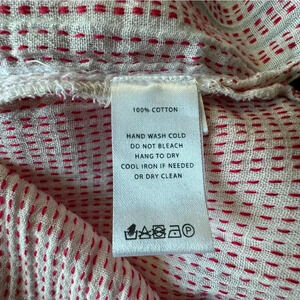 100% COTTON
HAND WASH COLD
DO NOT BLEACH
HANG TO DRY
COOL IRON IF NEEDED
OR DRY CLEAN